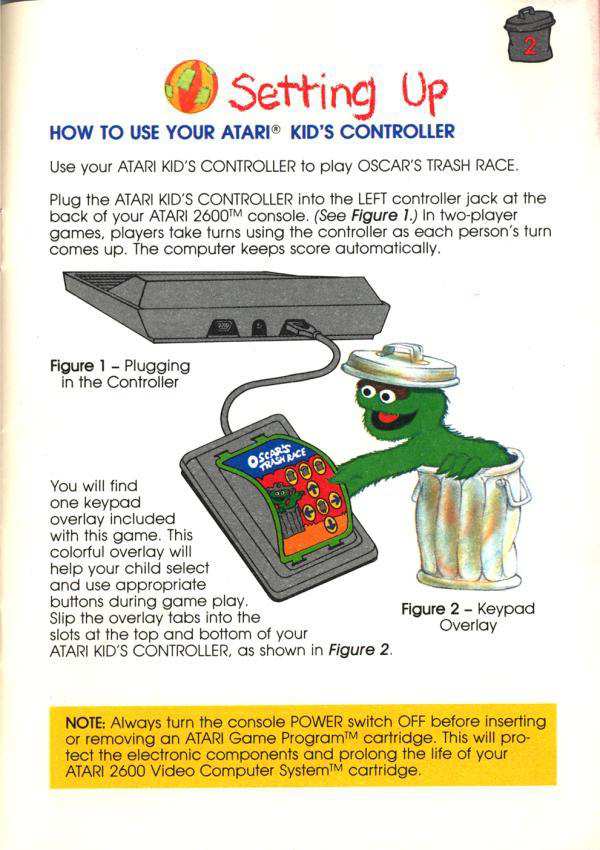 2
Setting Up
HOW TO USE YOUR ATARI® KID'S CONTROLLER
Use your ATARI KID'S CONTROLLER to play OSCAR'S TRASH RACE.
Plug the ATARI KID'S CONTROLLER into the LEFT controller jack at the
back of your ATARI 2600™ console. (See Figure 1.) In two-player
games, players take turns using the controller as each person's turn
comes up. The computer keeps score automatically.
Figure 1 – Plugging
in the Controller
OSCAR'S
TRASH RACE
You will find
one keypad
overlay included
with this game. This
colorful overlay will
help your child select
and use appropriate
buttons during game play.
Slip the overlay tabs into the
slots at the top and bottom of your
ATARI KID'S CONTROLLER, as shown in Figure 2.
Figure 2 – Keypad
Overlay
NOTE: Always turn the console POWER switch OFF before inserting
or removing an ATARI Game Program™ cartridge. This will pro-
tect the electronic components and prolong the life of your
ATARI 2600 Video Computer System™ cartridge.